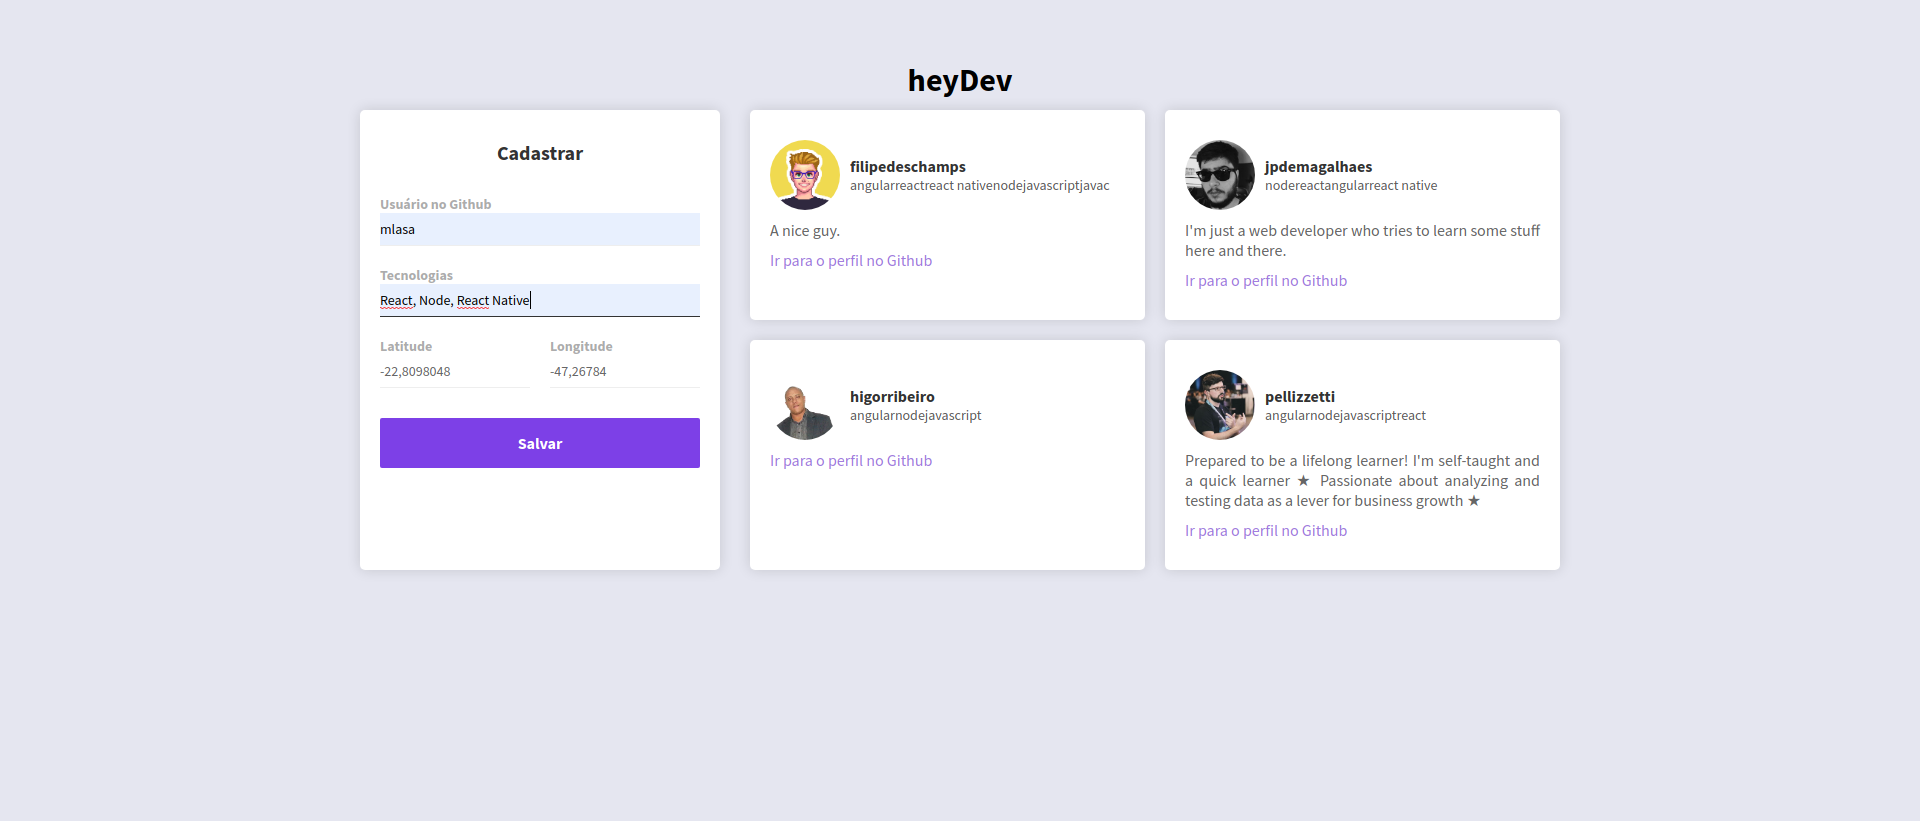 heyDev
Cadastrar
Usuário no Github
mlasa
Tecnologias
React, Node, React Native
Latitude
Longitude
-22,8098048
-47,26784
Salvar
filipedeschamps
angularreactreact nativenodejavascriptjavac
A nice guy.
Ir para o perfil no Github
jpdemagalhaes
nodereactangularreact native
I'm just a web developer who tries to learn some stuff
here and there.
Ir para o perfil no Github
higorribeiro
angularnodejavascript
Ir para o perfil no Github
pellizzetti
angularnodejavascriptreact
Prepared to be a lifelong learner! I'm self-taught and
a quick learner ★ Passionate about analyzing and
testing data as a lever for business growth ★
Ir para o perfil no Github